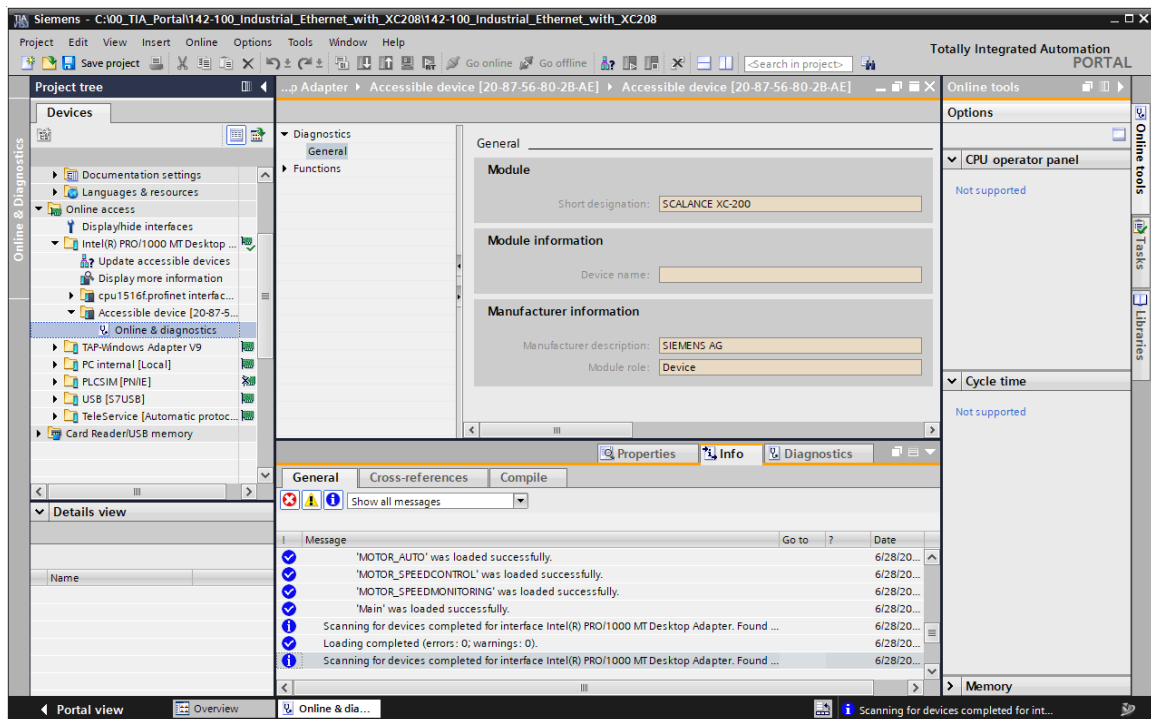 Siemens - C:\00_TIA_Portal\142-100_Industrial_Ethernet_with_XC208\142-100_Industrial_Ethernet_with_XC208
Project Edit View Insert Online Options Tools Window Help
Totally Integrated Automation
PORTAL
Save project Go online Go offline <Search in project>
Project tree
...p Adapter Accessible device [20-87-56-80-2B-AE] Accessible device [20-87-56-80-2B-AE]
Online tools
Devices
Options
Online & Diagnostics
Documentation settings
Languages & resources
Online access
Display/hide interfaces
Intel(R) PRO/1000 MT Desktop ...
Update accessible devices
Display more information
cpu1516f.profinet interfac...
Accessible device [20-87-5...
Online & diagnostics
TAP-Windows Adapter V9
PC internal [Local]
PLCSIM [PN/IE]
USB [S7USB]
TeleService [Automatic protoc...
Card Reader/USB memory
Details view
Name
Diagnostics
General
Functions
General
Module
Short designation: SCALANCE XC-200
Module information
Device name:
Manufacturer information
Manufacturer description: SIEMENS AG
Module role: Device
CPU operator panel
Not supported
Cycle time
Not supported
Memory
Online tools
Tasks
Libraries
Properties Info Diagnostics
General Cross-references Compile
Show all messages
! Message Go to ? Date
'MOTOR_AUTO' was loaded successfully. 6/28/20...
'MOTOR_SPEEDCONTROL' was loaded successfully. 6/28/20...
'MOTOR_SPEEDMONITORING' was loaded successfully. 6/28/20...
'Main' was loaded successfully. 6/28/20...
Scanning for devices completed for interface Intel(R) PRO/1000 MT Desktop Adapter. Found ... 6/28/20...
Loading completed (errors: 0; warnings: 0). 6/28/20...
Scanning for devices completed for interface Intel(R) PRO/1000 MT Desktop Adapter. Found ... 6/28/20...
Portal view Overview Online & dia... Scanning for devices completed for int...